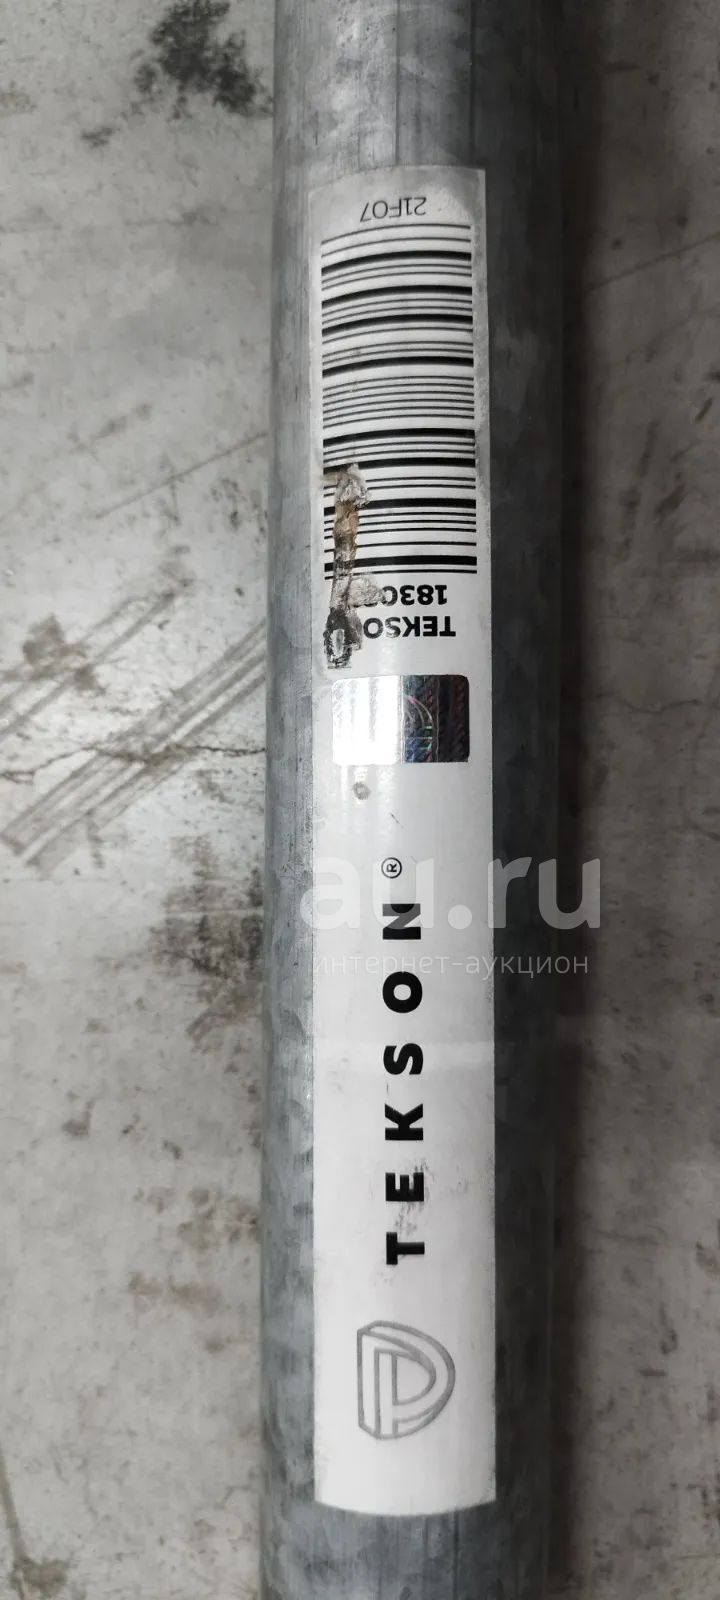 21F07
1830
TEKSO
TEKSON®
au.ru
интернет-аукцион